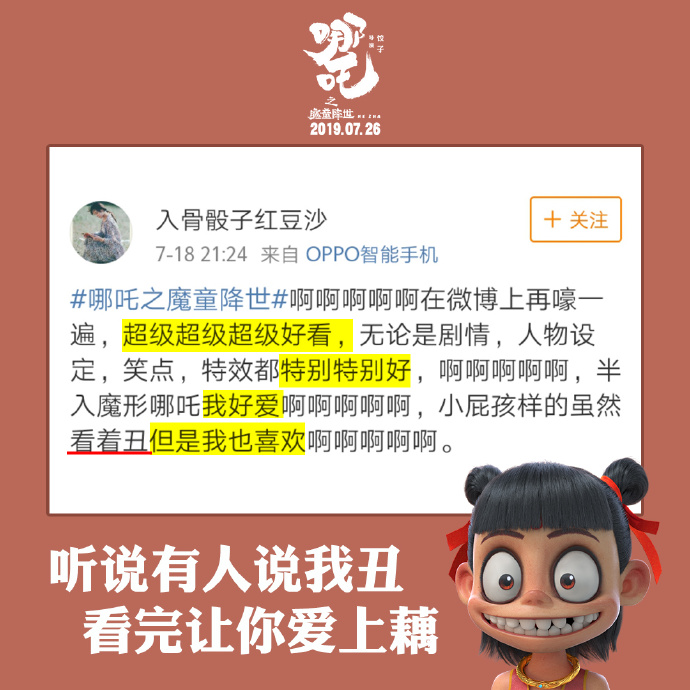 哪吒
导演 饺子
之
魔童降世 NE ZHA
2019.07.26
入骨骰子红豆沙
+ 关注
7-18 21:24 来自 OPPO智能手机
#哪吒之魔童降世#啊啊啊啊啊在微博上再嚎一
遍，超级超级超级好看，无论是剧情，人物设
定，笑点，特效都特别特别好，啊啊啊啊啊，半
入魔形哪吒我好爱啊啊啊啊啊，小屁孩样的虽然
看着丑但是我也喜欢啊啊啊啊啊。
听说有人说我丑
看完让你爱上藕